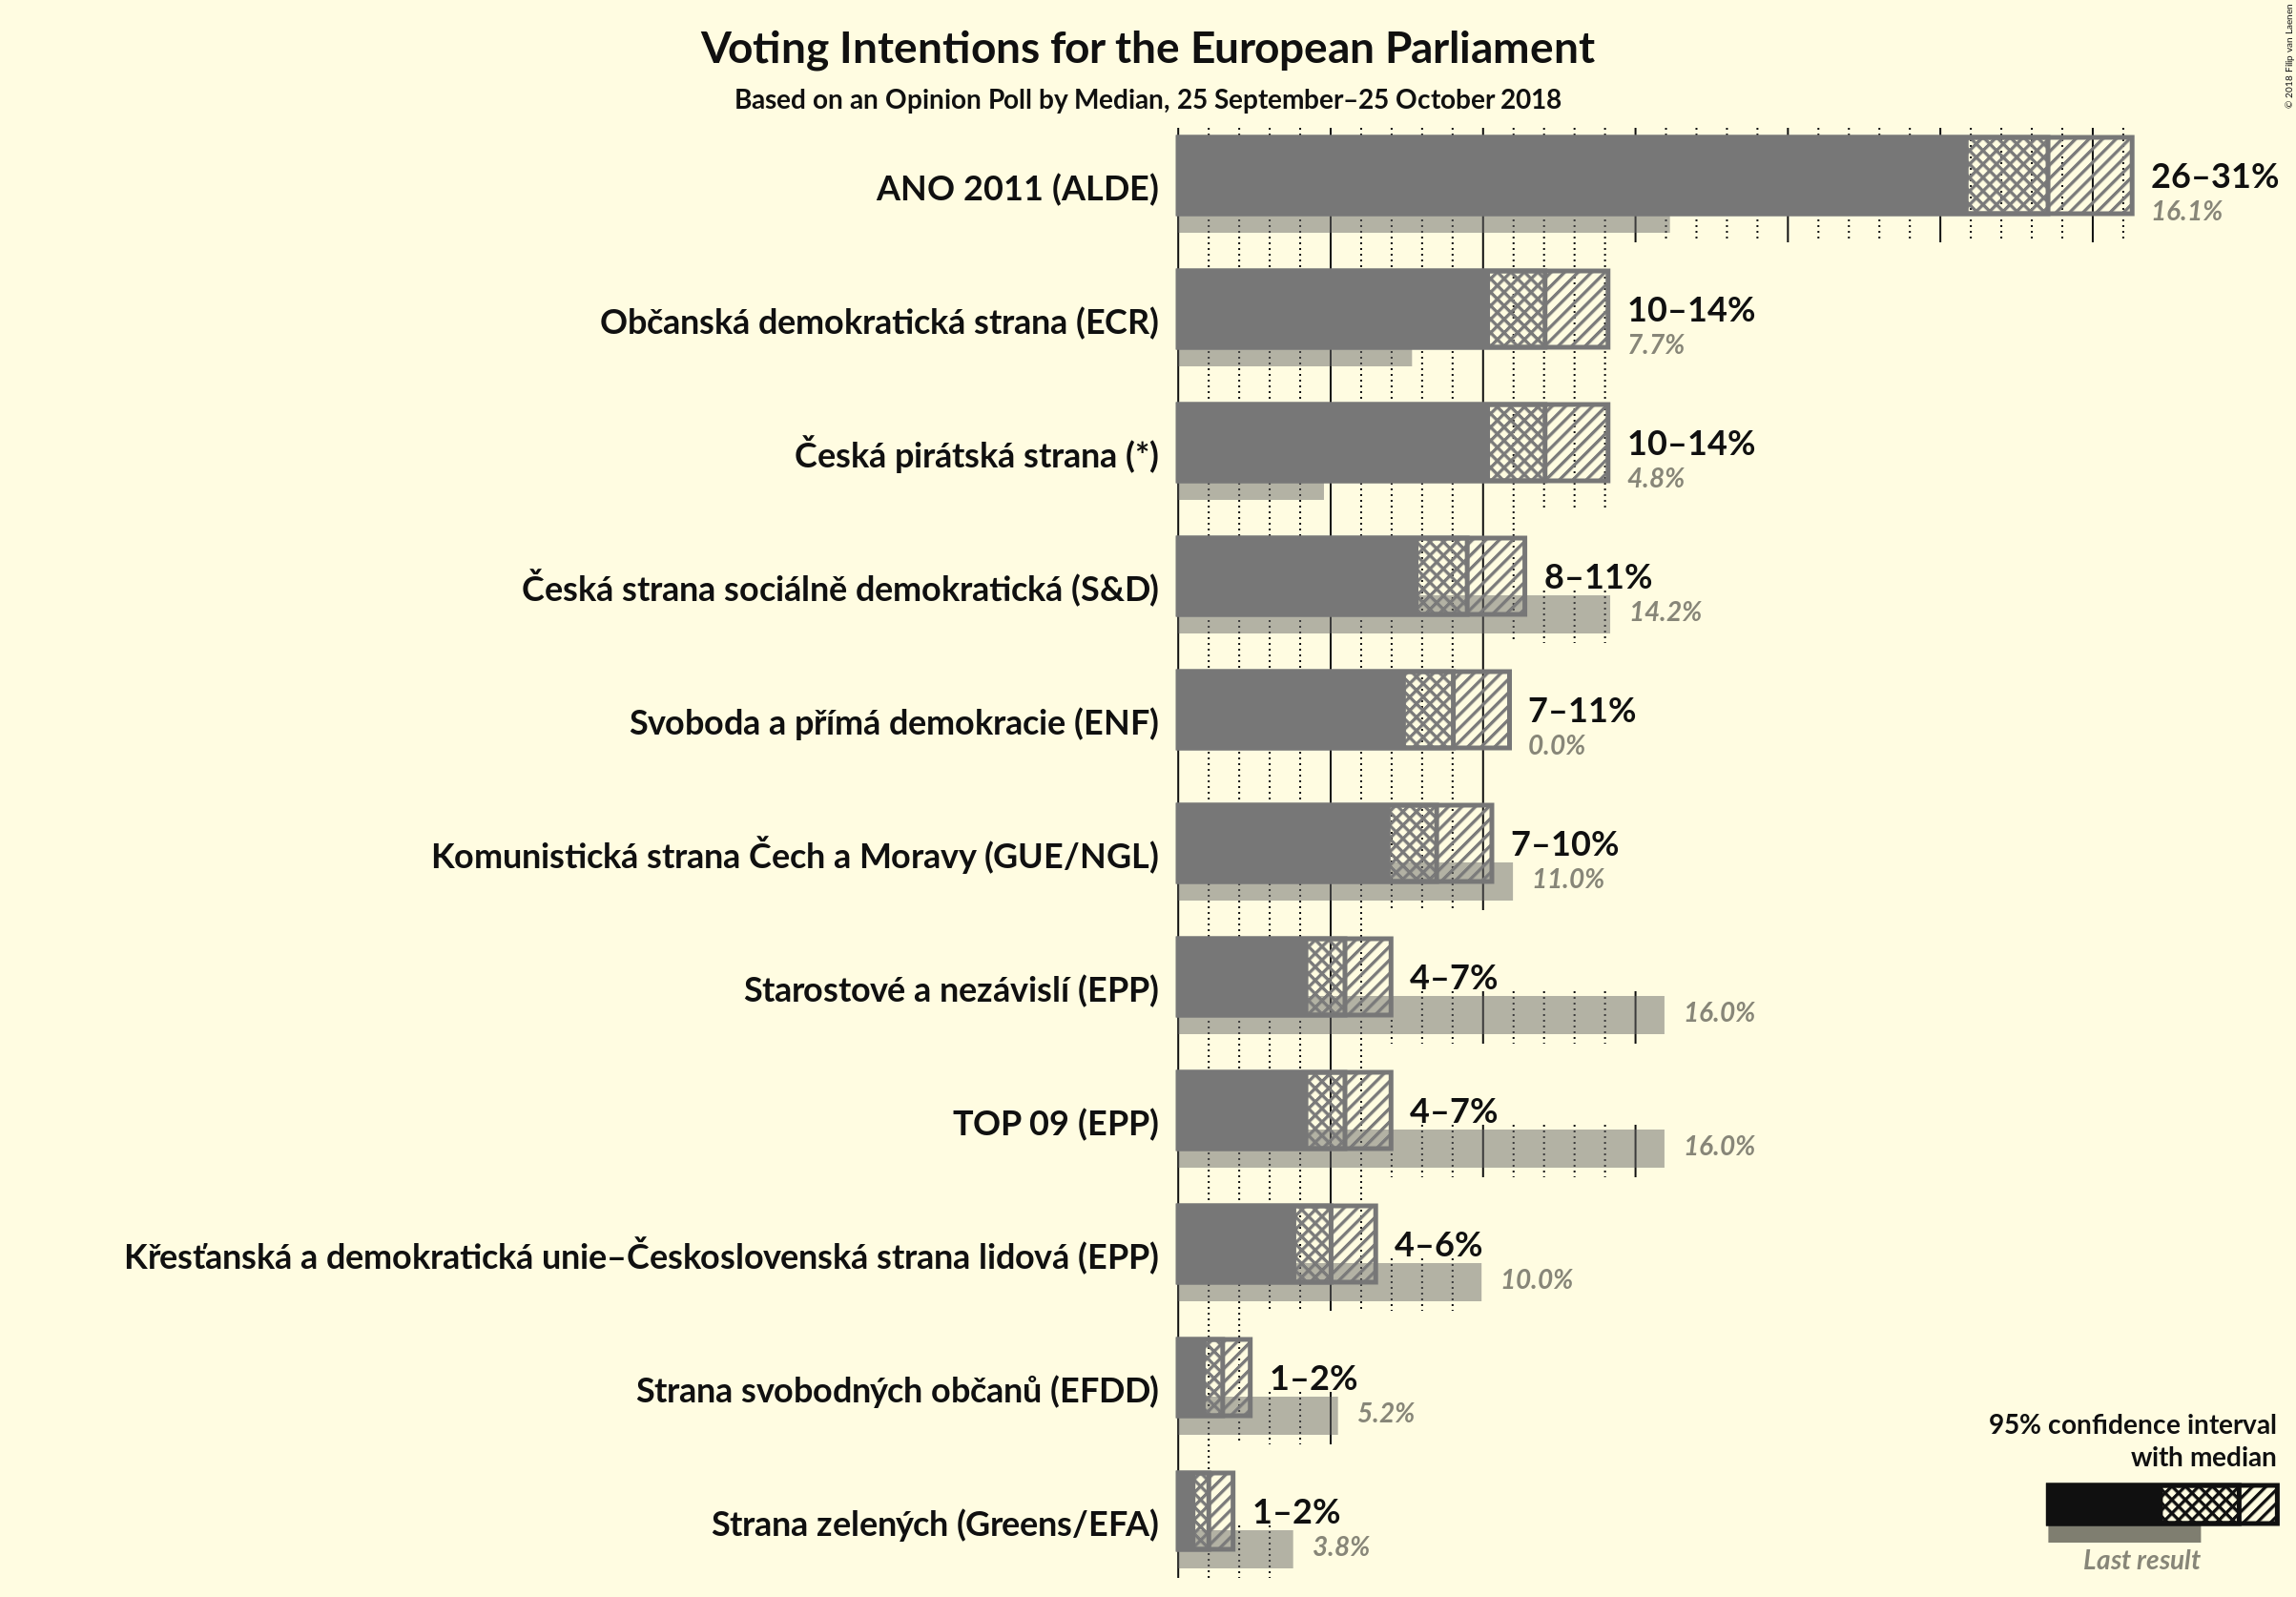 Voting Intentions for the European Parliament
Based on an Opinion Poll by Median, 25 September–25 October 2018
© 2018 Filip van Laenen
ANO 2011 (ALDE)
26–31%
16.1%
Občanská demokratická strana (ECR)
10–14%
7.7%
Česká pirátská strana (*)
10–14%
4.8%
Česká strana sociálně demokratická (S&D)
8–11%
14.2%
Svoboda a přímá demokracie (ENF)
7–11%
0.0%
Komunistická strana Čech a Moravy (GUE/NGL)
7–10%
11.0%
Starostové a nezávislí (EPP)
4–7%
16.0%
TOP 09 (EPP)
4–7%
16.0%
Křesťanská a demokratická unie–Československá strana lidová (EPP)
4–6%
10.0%
Strana svobodných občanů (EFDD)
1–2%
5.2%
Strana zelených (Greens/EFA)
1–2%
3.8%
95% confidence interval
with median
Last result